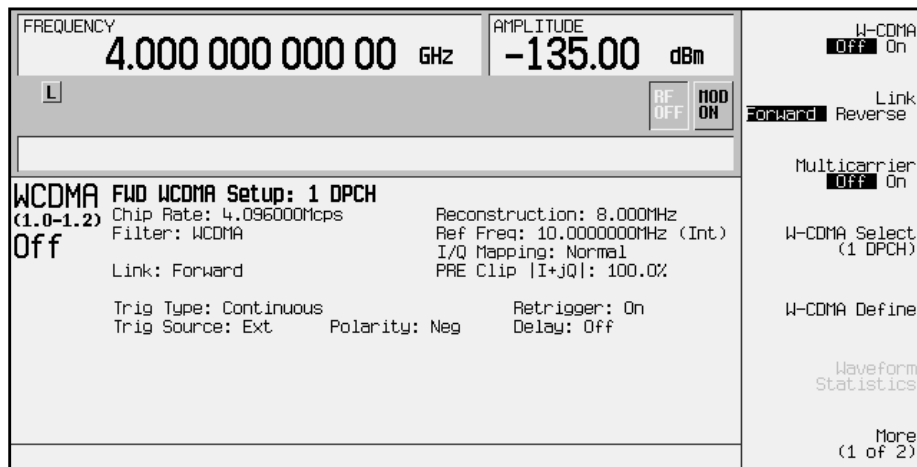 FREQUENCY
4.000 000 000 00 GHz
AMPLITUDE
-135.00 dBm
L
RF OFF
MOD ON
WCDMA
(1.0-1.2)
Off
FWD WCDMA Setup: 1 DPCH
Chip Rate: 4.096000Mcps
Reconstruction: 8.000MHz
Filter: WCDMA
Ref Freq: 10.0000000MHz (Int)
I/Q Mapping: Normal
Link: Forward
PRE Clip |I+jQ|: 100.0%
Trig Type: Continuous
Retrigger: On
Trig Source: Ext
Polarity: Neg
Delay: Off
W-CDMA
Off On
Link
Forward Reverse
Multicarrier
Off On
W-CDMA Select
(1 DPCH)
W-CDMA Define
Waveform
Statistics
More
(1 of 2)